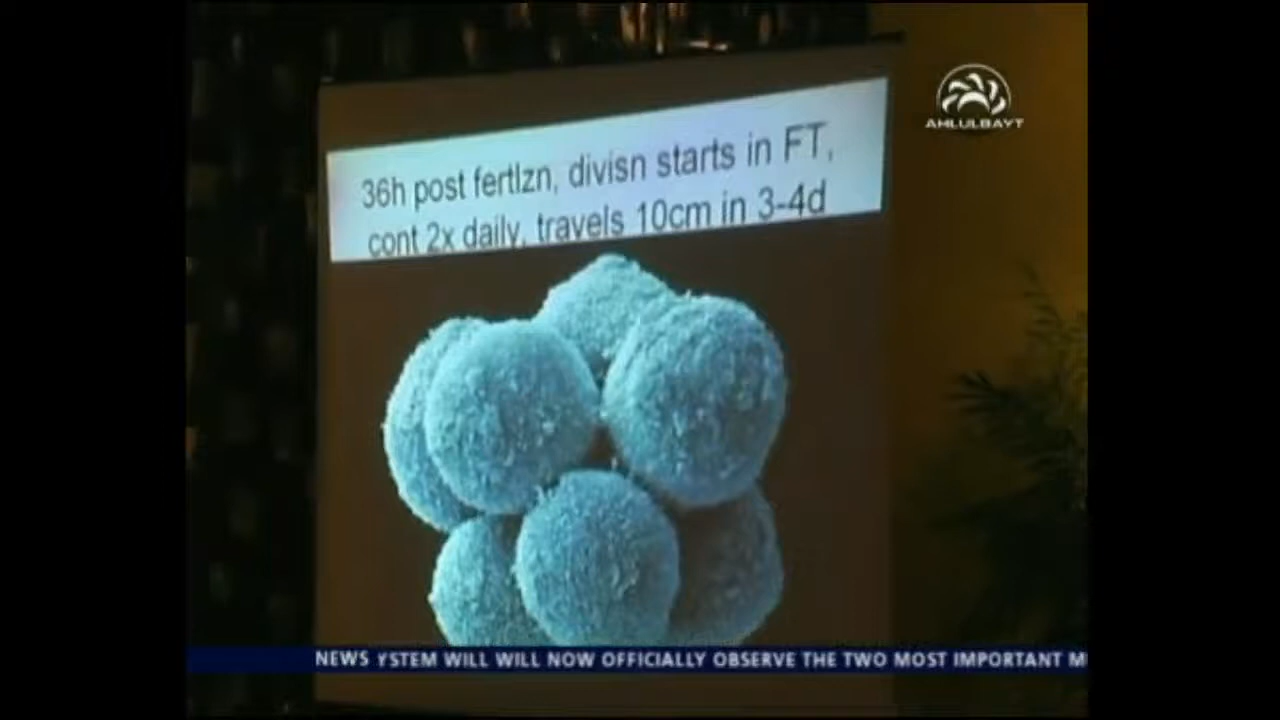 AHLULBAYT
36h post fertlzn, divisn starts in FT,
cont 2x daily, travels 10cm in 3-4d
NEWS YSTEM WILL WILL NOW OFFICIALLY OBSERVE THE TWO MOST IMPORTANT M